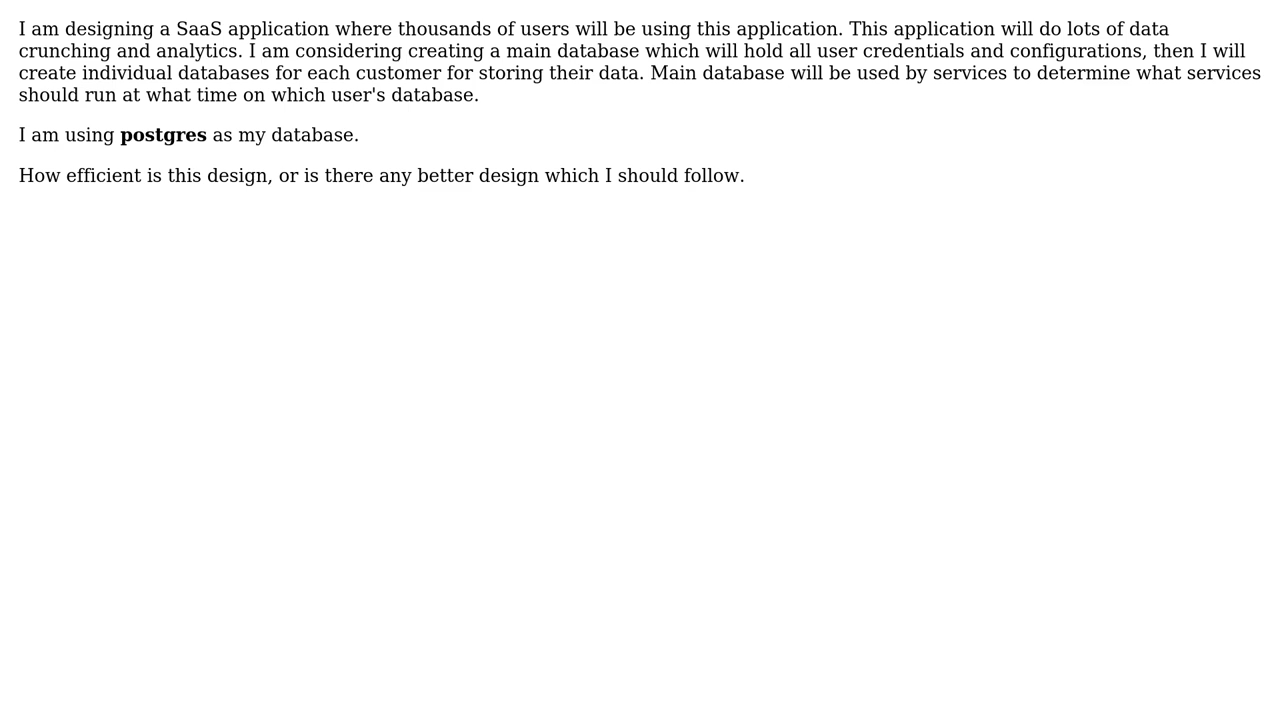 I am designing a SaaS application where thousands of users will be using this application. This application will do lots of data
crunching and analytics. I am considering creating a main database which will hold all user credentials and configurations, then I will
create individual databases for each customer for storing their data. Main database will be used by services to determine what services
should run at what time on which user's database.
I am using postgres as my database.
How efficient is this design, or is there any better design which I should follow.